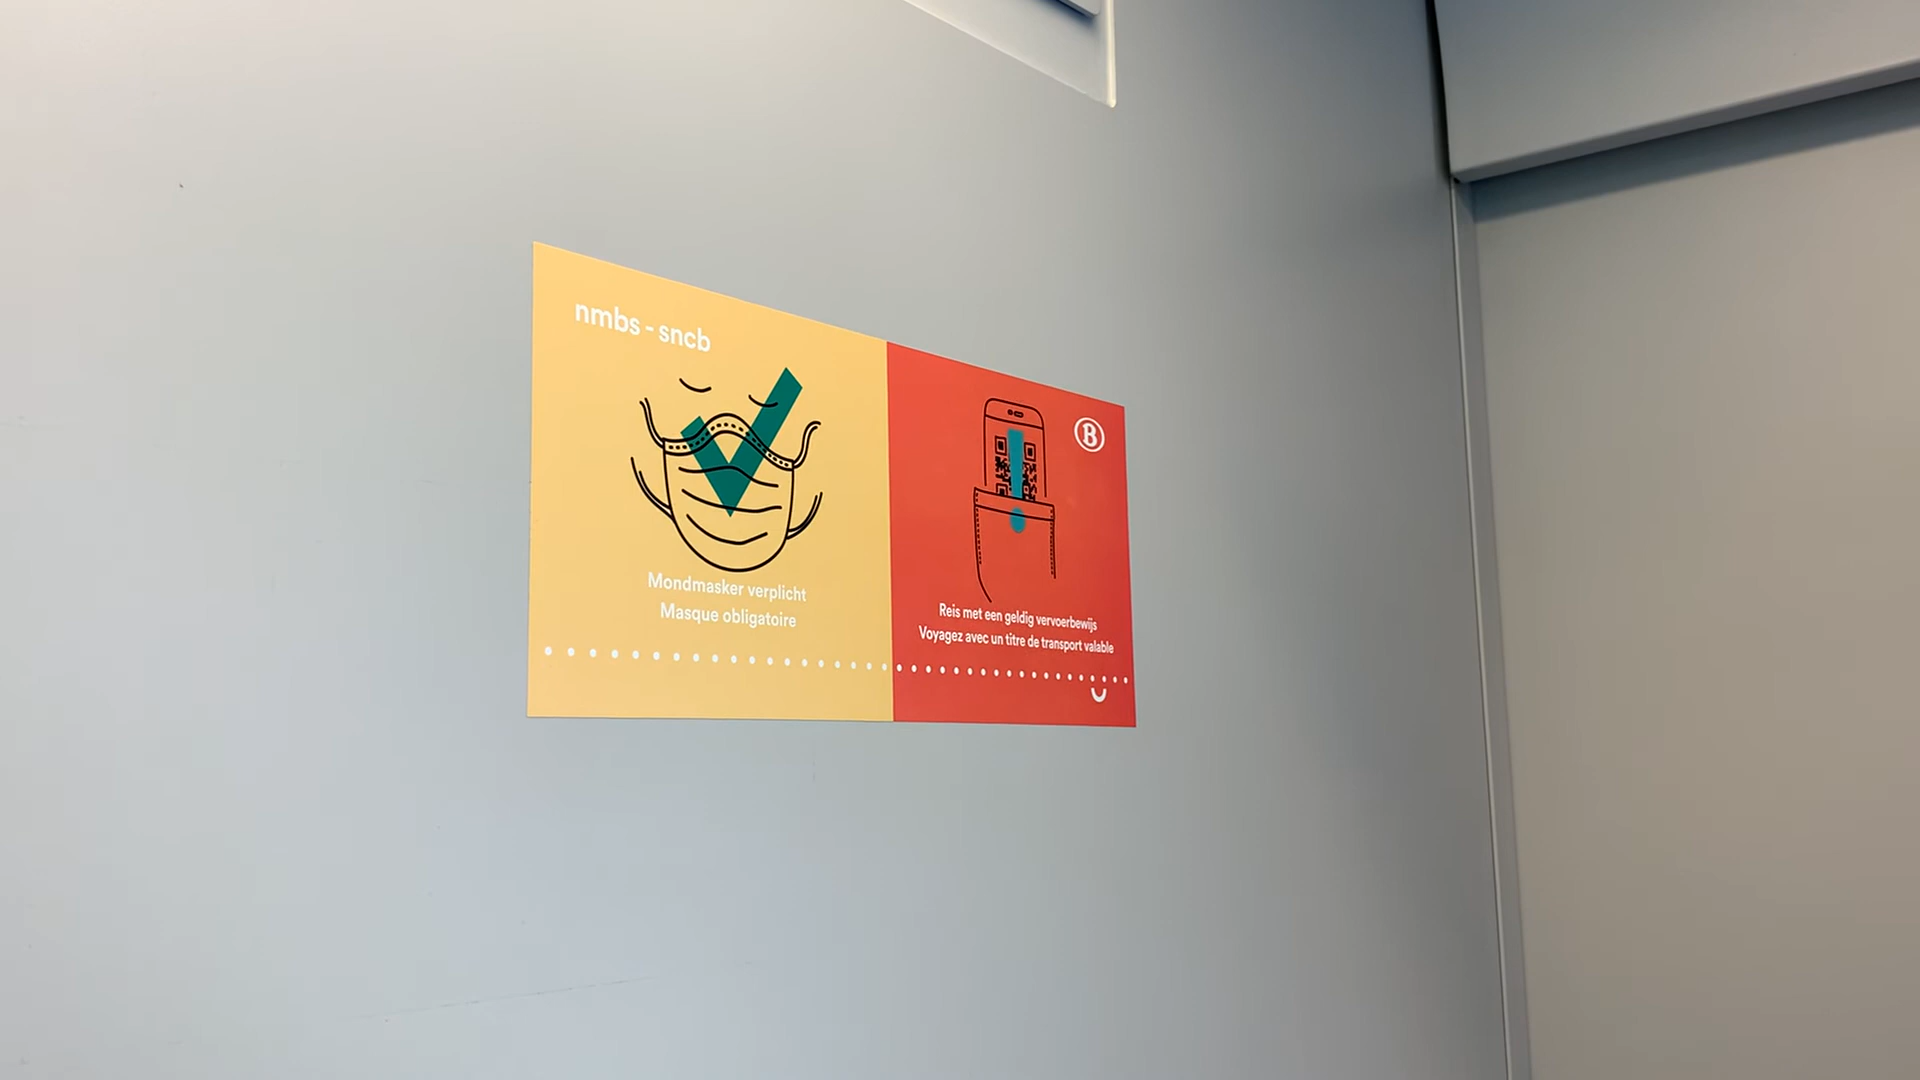 nmbs - sncb
Mondmasker verplicht
Masque obligatoire
B
Reis met een geldig vervoerbewijs
Voyagez avec un titre de transport valable